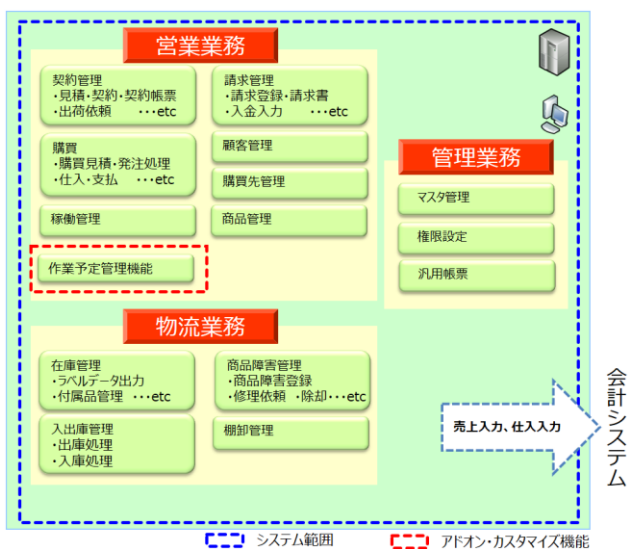 営業業務
契約管理
・見積・契約・契約帳票
・出荷依頼　・・・etc
請求管理
・請求登録・請求書
・入金入力　・・・etc
購買
・購買見積・発注処理
・仕入・支払　・・・etc
顧客管理
購買先管理
稼働管理
商品管理
作業予定管理機能
管理業務
マスタ管理
権限設定
汎用帳票
物流業務
在庫管理
・ラベルデータ出力
・付属品管理　・・・etc
商品障害管理
・商品障害登録
・修理依頼　・除却・・・etc
入出庫管理
・出庫処理
・入庫処理
棚卸管理
売上入力、仕入入力
会計システム
システム範囲
アドオン・カスタマイズ機能